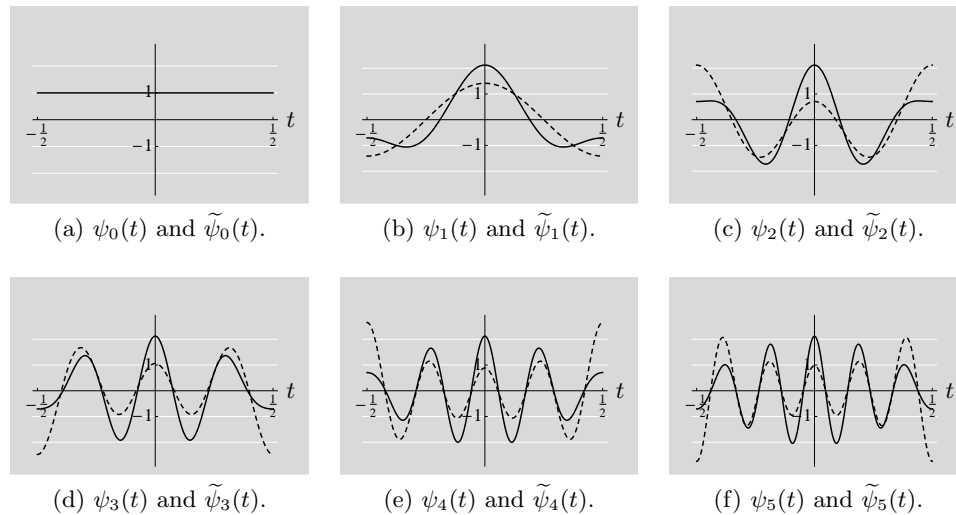 1
t
−1/2
1/2
−1
(a) ψ₀(t) and ψ̃₀(t).
1
t
−1/2
1/2
−1
(b) ψ₁(t) and ψ̃₁(t).
1
t
−1/2
1/2
−1
(c) ψ₂(t) and ψ̃₂(t).
1
t
−1/2
1/2
−1
(d) ψ₃(t) and ψ̃₃(t).
1
t
−1/2
1/2
−1
(e) ψ₄(t) and ψ̃₄(t).
1
t
−1/2
1/2
−1
(f) ψ₅(t) and ψ̃₅(t).